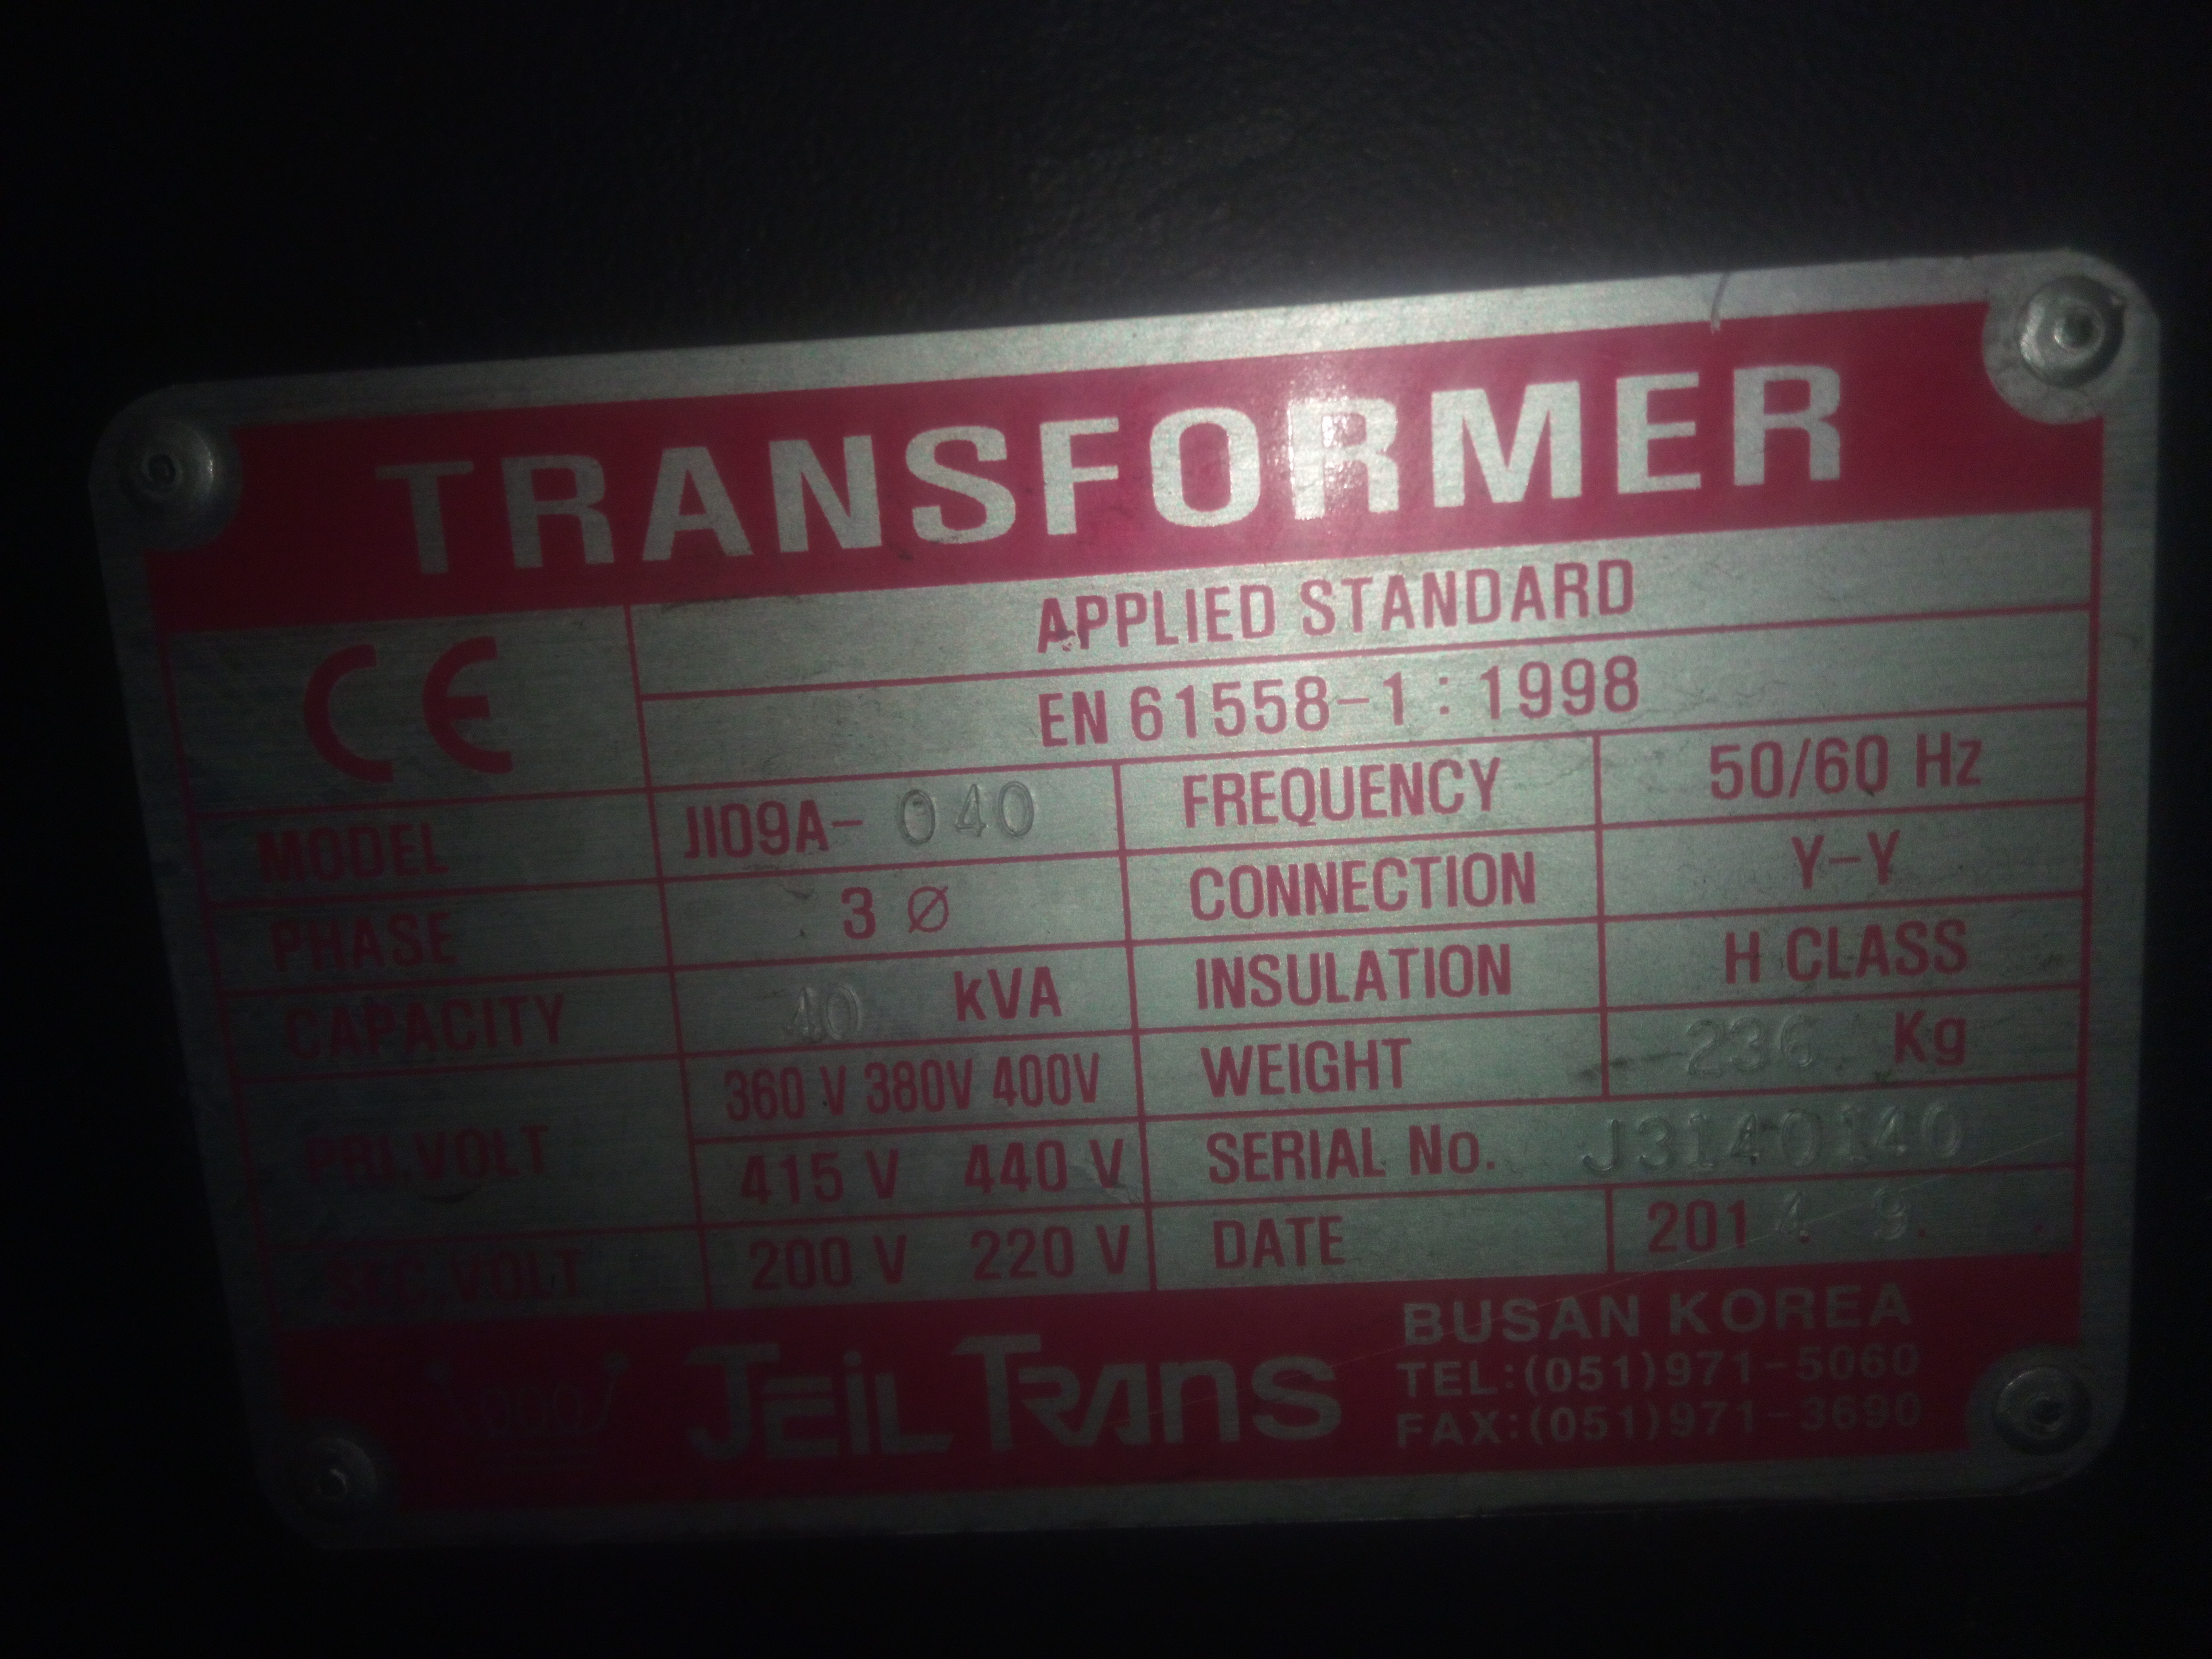 TRANSFORMER
CE
APPLIED STANDARD
EN 61558-1 : 1998
MODEL JI09A- 040 FREQUENCY 50/60 Hz
PHASE 3 Ø CONNECTION Y-Y
CAPACITY 40 kVA INSULATION H CLASS
PRI.VOLT 360 V 380V 400V WEIGHT 236 Kg
415 V 440 V SERIAL No. J3140140
SEC.VOLT 200 V 220 V DATE 2014. 9. .
JEIL TRANS
BUSAN KOREA
TEL:(051)971-5060
FAX:(051)971-3690